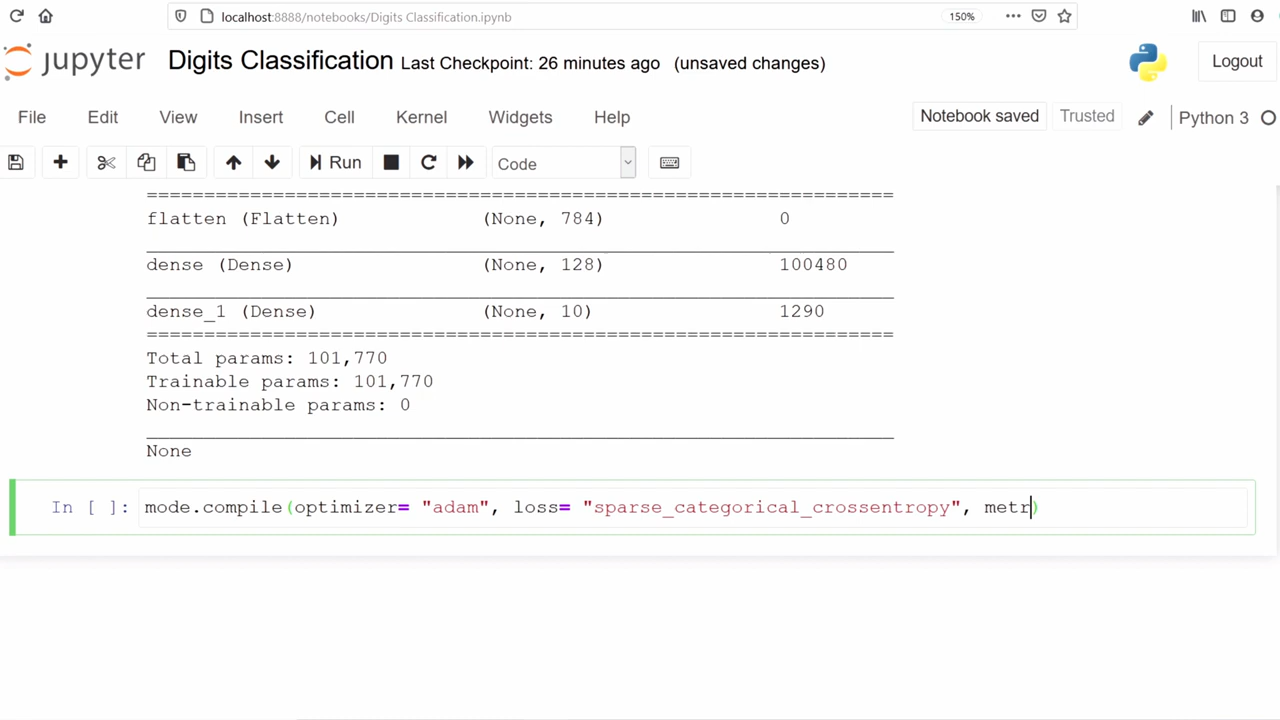 localhost:8888/notebooks/Digits Classification.ipynb 150%
jupyter Digits Classification Last Checkpoint: 26 minutes ago (unsaved changes) Logout
File Edit View Insert Cell Kernel Widgets Help Notebook saved Trusted Python 3
Run Code
=================================================================
flatten (Flatten) (None, 784) 0
_________________________________________________________________
dense (Dense) (None, 128) 100480
_________________________________________________________________
dense_1 (Dense) (None, 10) 1290
=================================================================
Total params: 101,770
Trainable params: 101,770
Non-trainable params: 0
_________________________________________________________________
None
In [ ]: mode.compile(optimizer= "adam", loss= "sparse_categorical_crossentropy", metr)